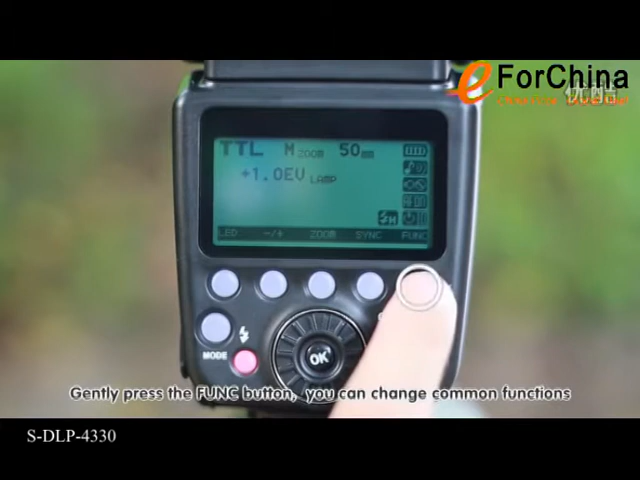 eForChina
TTL M ZOOM 50mm
+1.0EV LAMP
LED -/+ ZOOM SYNC FUNC
MODE
OK
Gently press the FUNC button, you can change common functions
S-DLP-4330